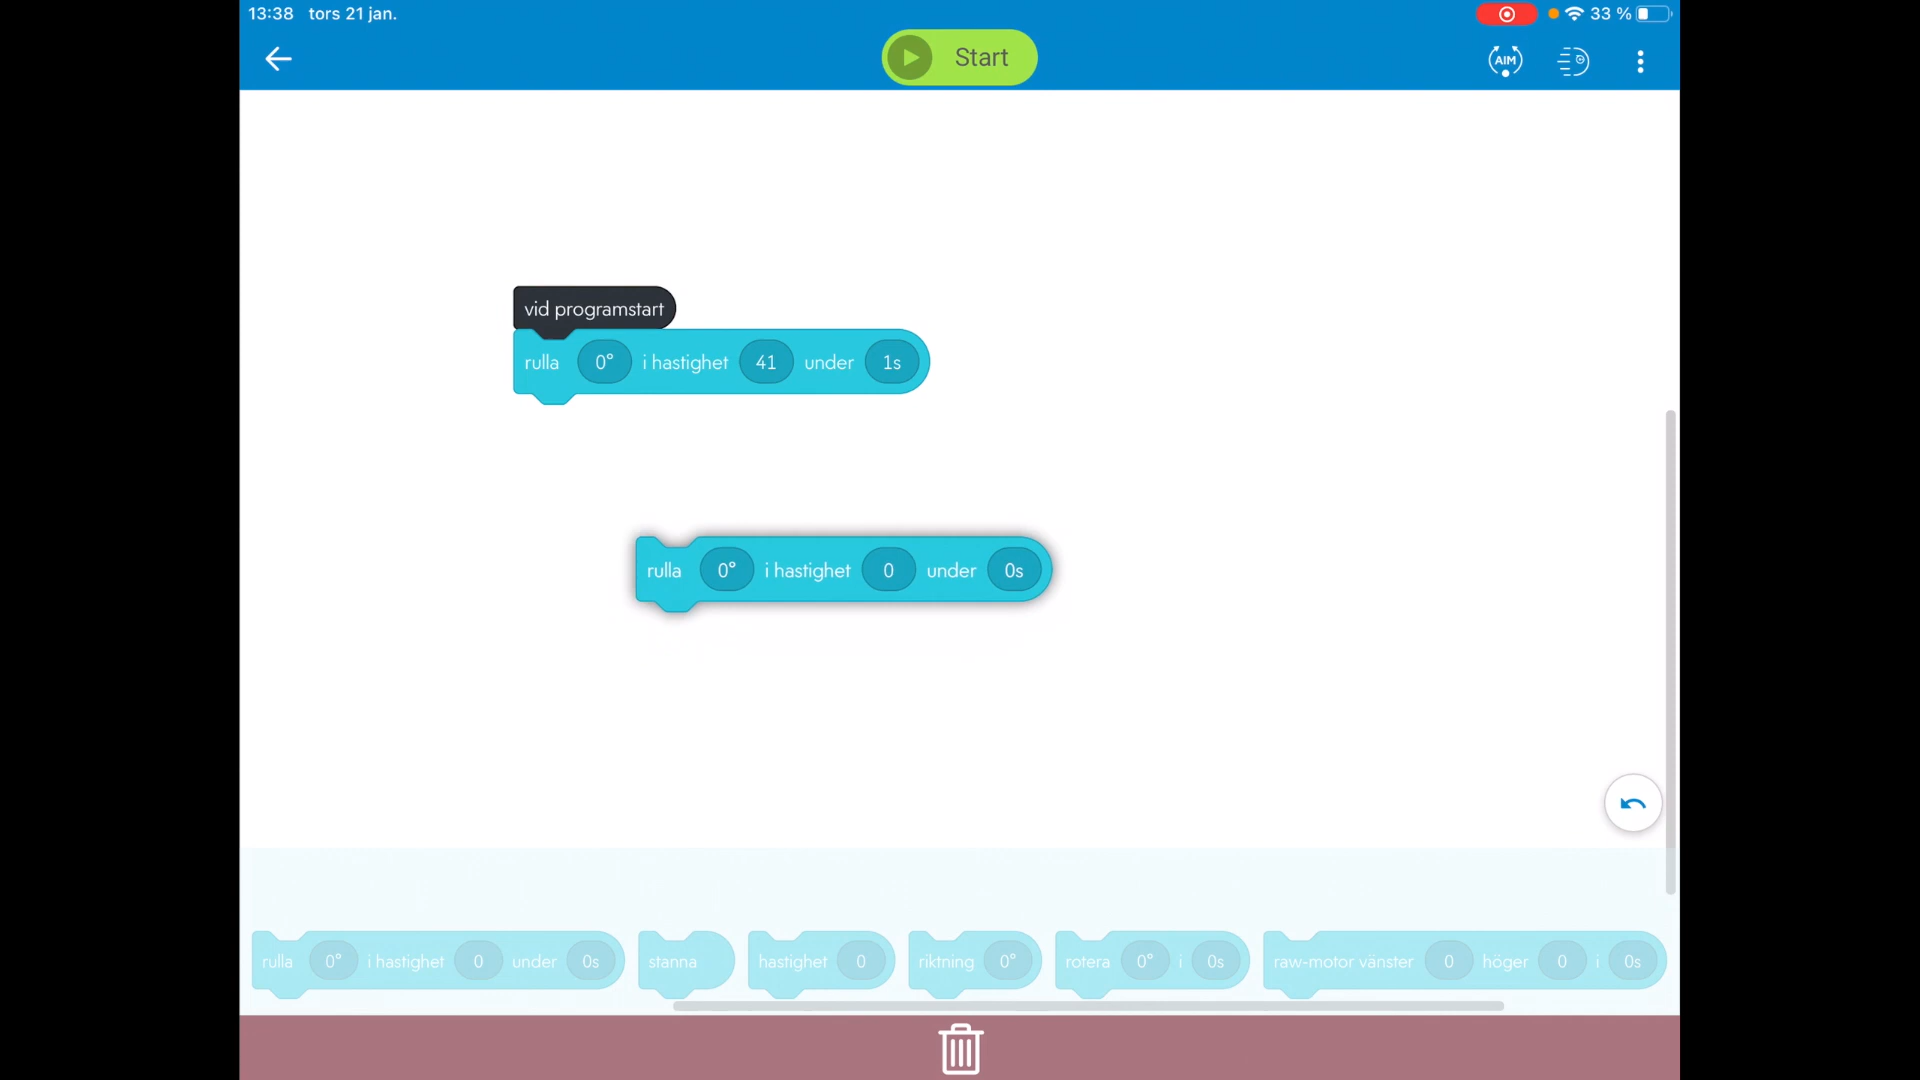 13:38 tors 21 jan. 33 %
Start
AIM
vid programstart
rulla 0° i hastighet 41 under 1s
rulla 0° i hastighet 0 under 0s
rulla 0° i hastighet 0 under 0s stanna hastighet 0 riktning 0° rotera 0° i 0s raw-motor vänster 0 höger 0 i 0s